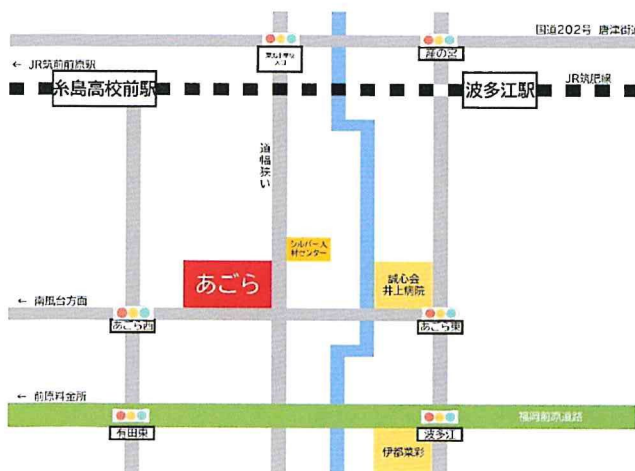 国道202号 唐津街道
産の宮
← JR筑前前原駅
糸島高校前駅
波多江駅
JR筑肥線
道幅狭い
シルバー人
材センター
あごら
誠心会
井上病院
← 南風台方面
あごら西
あごら東
← 前原料金所
福岡前原道路
有田東
波多江
伊都菜彩